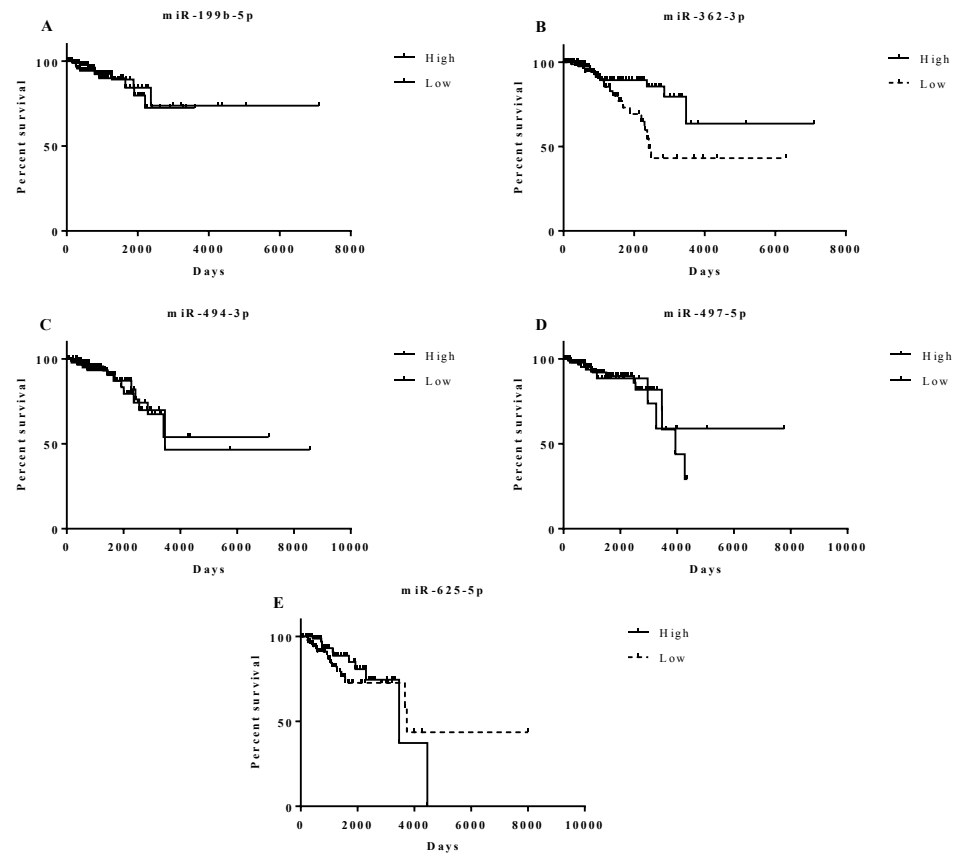 A
miR-199b-5p
Percent survival
100
50
0
0 2000 4000 6000 8000
Days
High
Low
B
miR-362-3p
Percent survival
100
50
0
0 2000 4000 6000 8000
Days
High
Low
C
miR-494-3p
Percent survival
100
50
0
0 2000 4000 6000 8000 10000
Days
High
Low
D
miR-497-5p
Percent survival
100
50
0
0 2000 4000 6000 8000 10000
Days
High
Low
E
miR-625-5p
Percent survival
100
50
0
0 2000 4000 6000 8000 10000
Days
High
Low